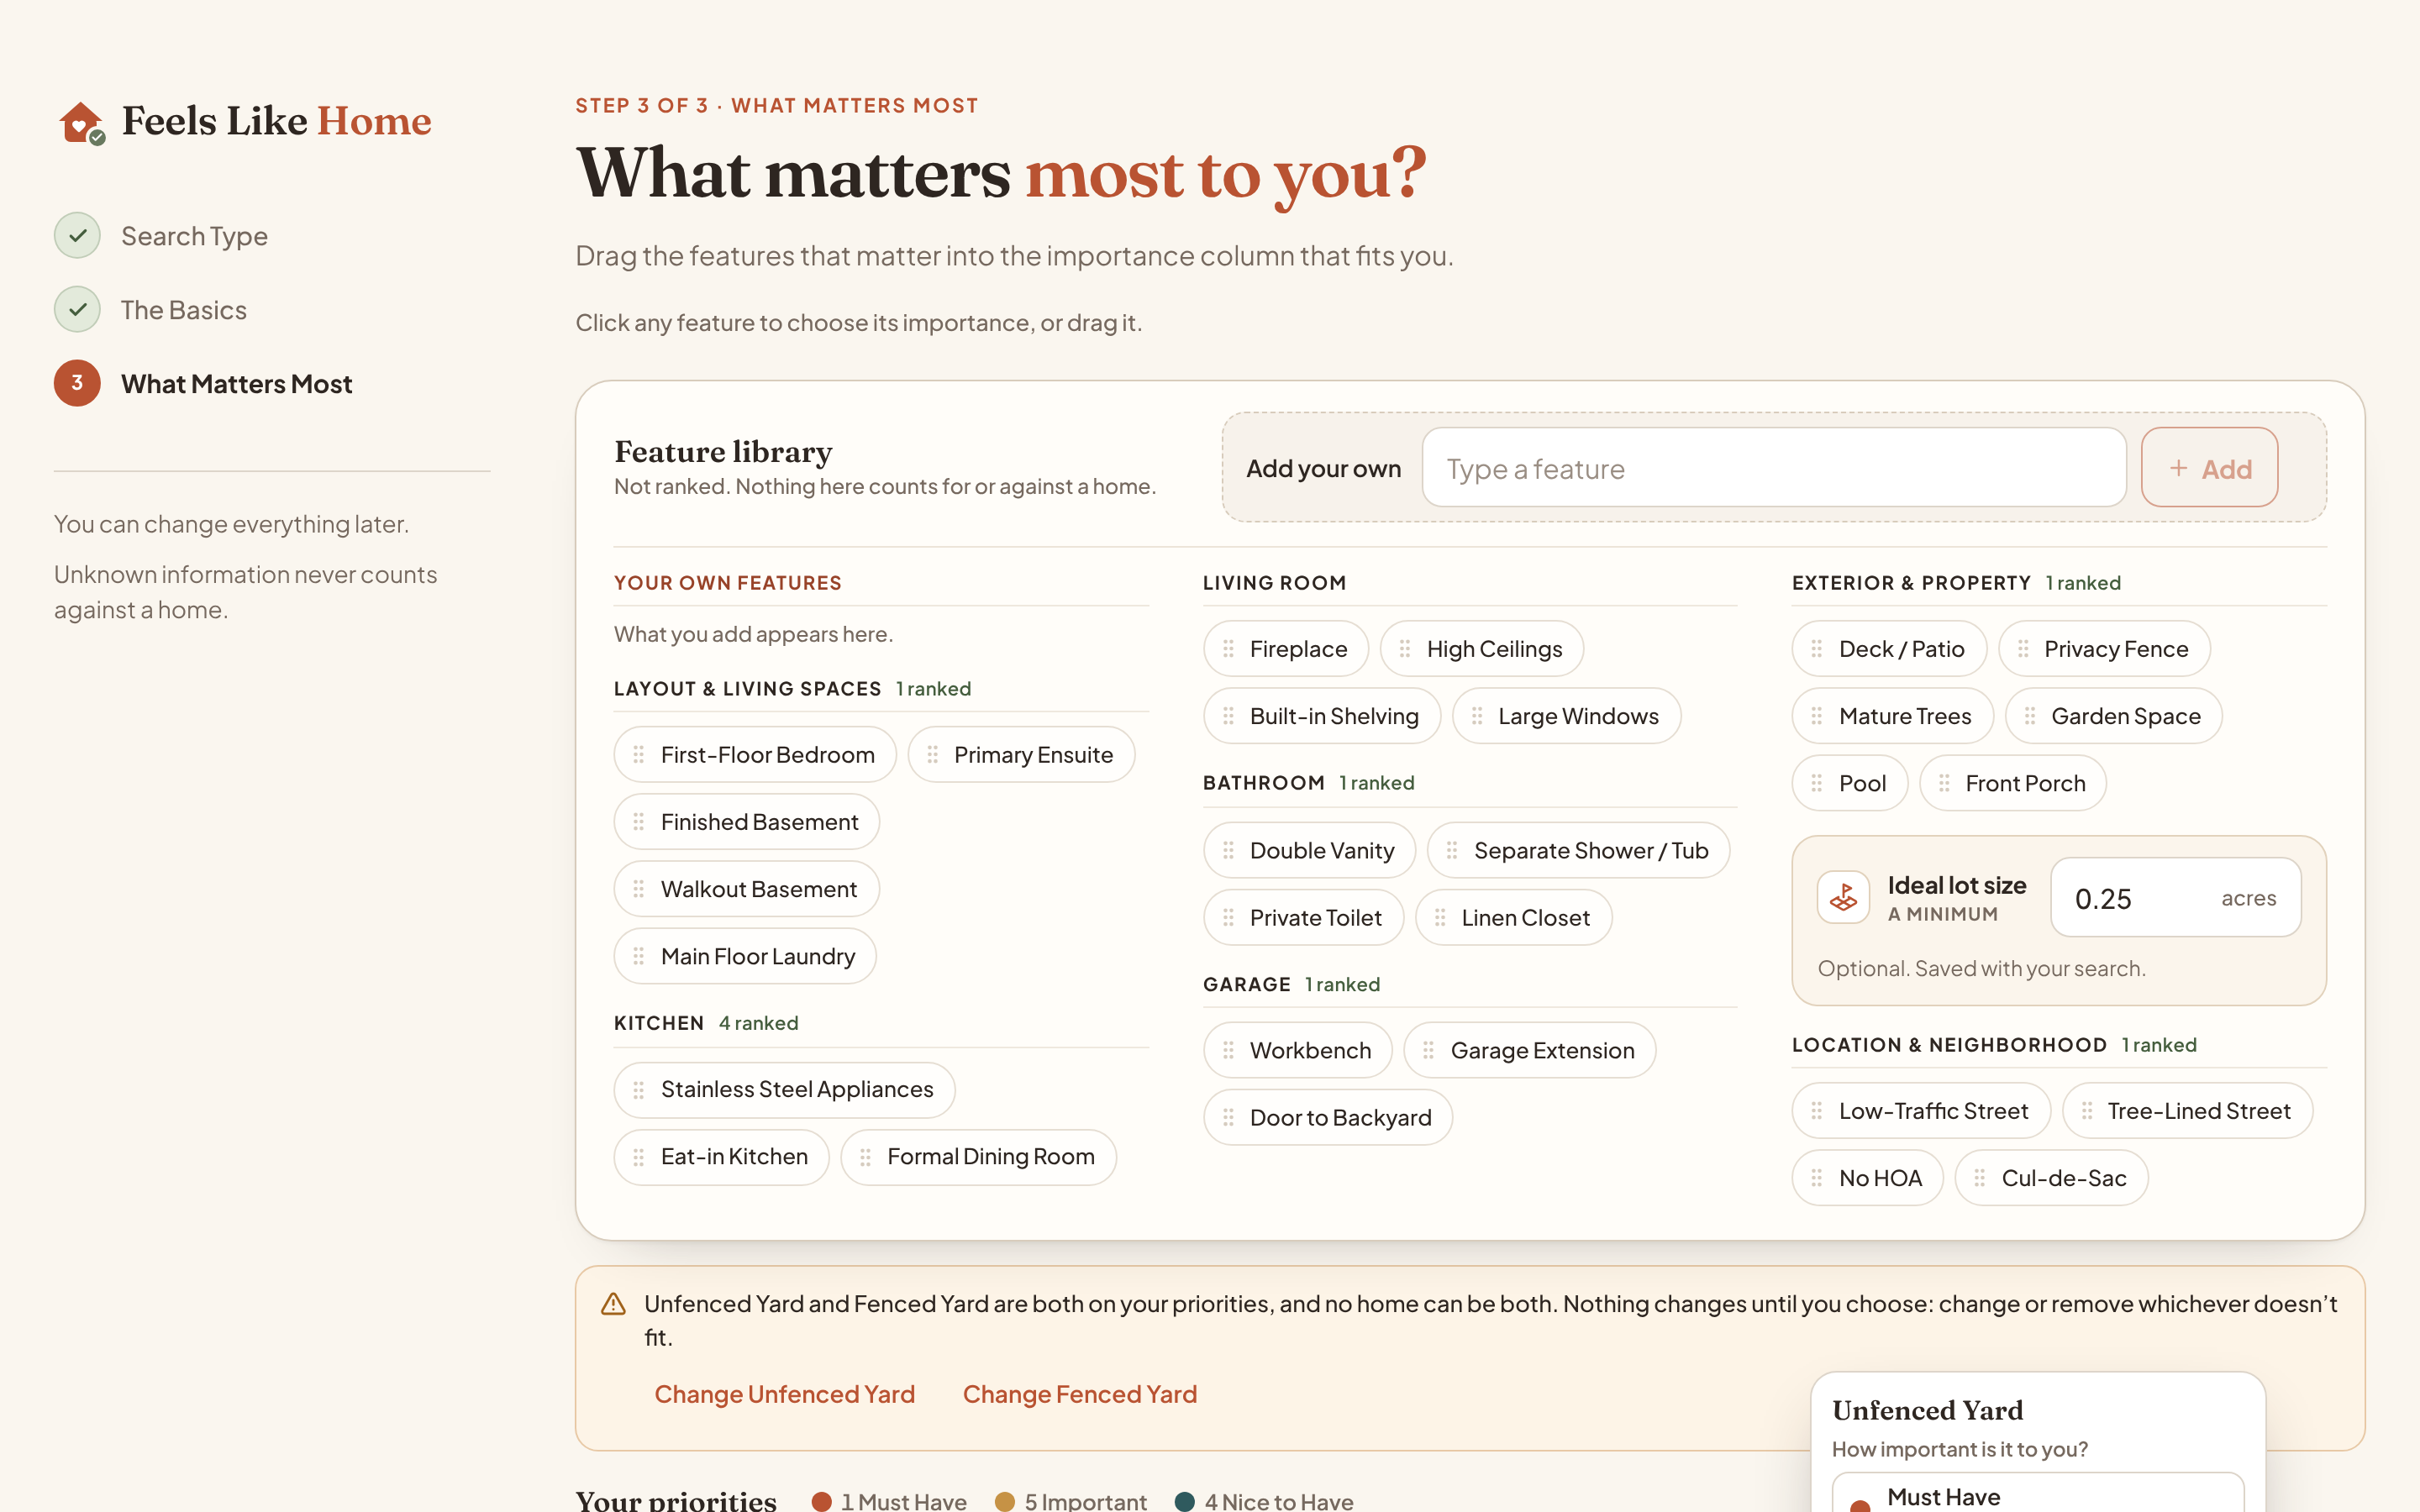 Feels Like Home
Search Type
The Basics
3 What Matters Most
You can change everything later.
Unknown information never counts
against a home.
STEP 3 OF 3 · WHAT MATTERS MOST
What matters most to you?
Drag the features that matter into the importance column that fits you.
Click any feature to choose its importance, or drag it.
Feature library
Not ranked. Nothing here counts for or against a home.
Add your own
Type a feature
+ Add
YOUR OWN FEATURES
What you add appears here.
LAYOUT & LIVING SPACES 1 ranked
First-Floor Bedroom
Primary Ensuite
Finished Basement
Walkout Basement
Main Floor Laundry
KITCHEN 4 ranked
Stainless Steel Appliances
Eat-in Kitchen
Formal Dining Room
LIVING ROOM
Fireplace
High Ceilings
Built-in Shelving
Large Windows
BATHROOM 1 ranked
Double Vanity
Separate Shower / Tub
Private Toilet
Linen Closet
GARAGE 1 ranked
Workbench
Garage Extension
Door to Backyard
EXTERIOR & PROPERTY 1 ranked
Deck / Patio
Privacy Fence
Mature Trees
Garden Space
Pool
Front Porch
Ideal lot size
A MINIMUM
0.25 acres
Optional. Saved with your search.
LOCATION & NEIGHBORHOOD 1 ranked
Low-Traffic Street
Tree-Lined Street
No HOA
Cul-de-Sac
Unfenced Yard and Fenced Yard are both on your priorities, and no home can be both. Nothing changes until you choose: change or remove whichever doesn’t
fit.
Change Unfenced Yard
Change Fenced Yard
Unfenced Yard
How important is it to you?
Must Have
Your priorities
1 Must Have
5 Important
4 Nice to Have